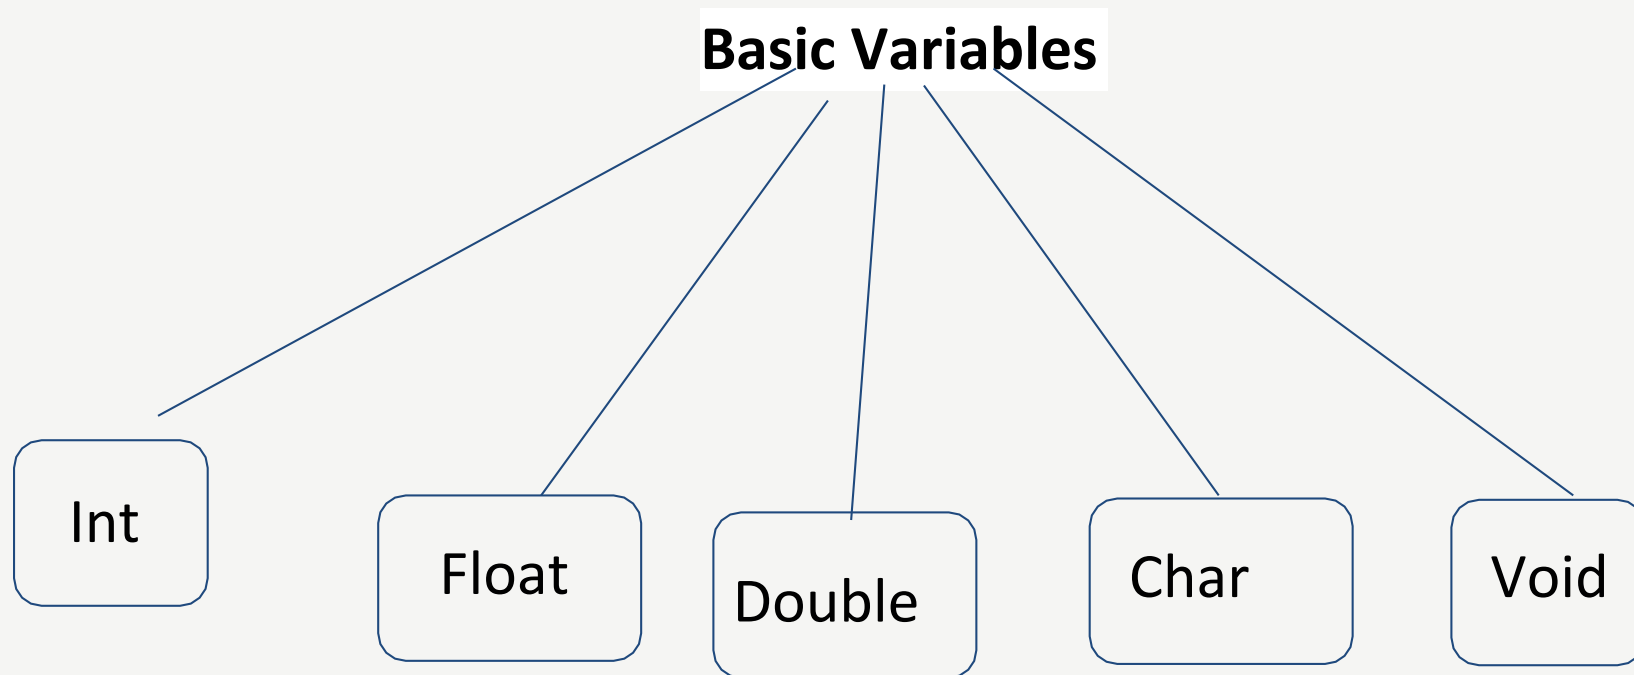 Basic Variables
Int
Float
Double
Char
Void